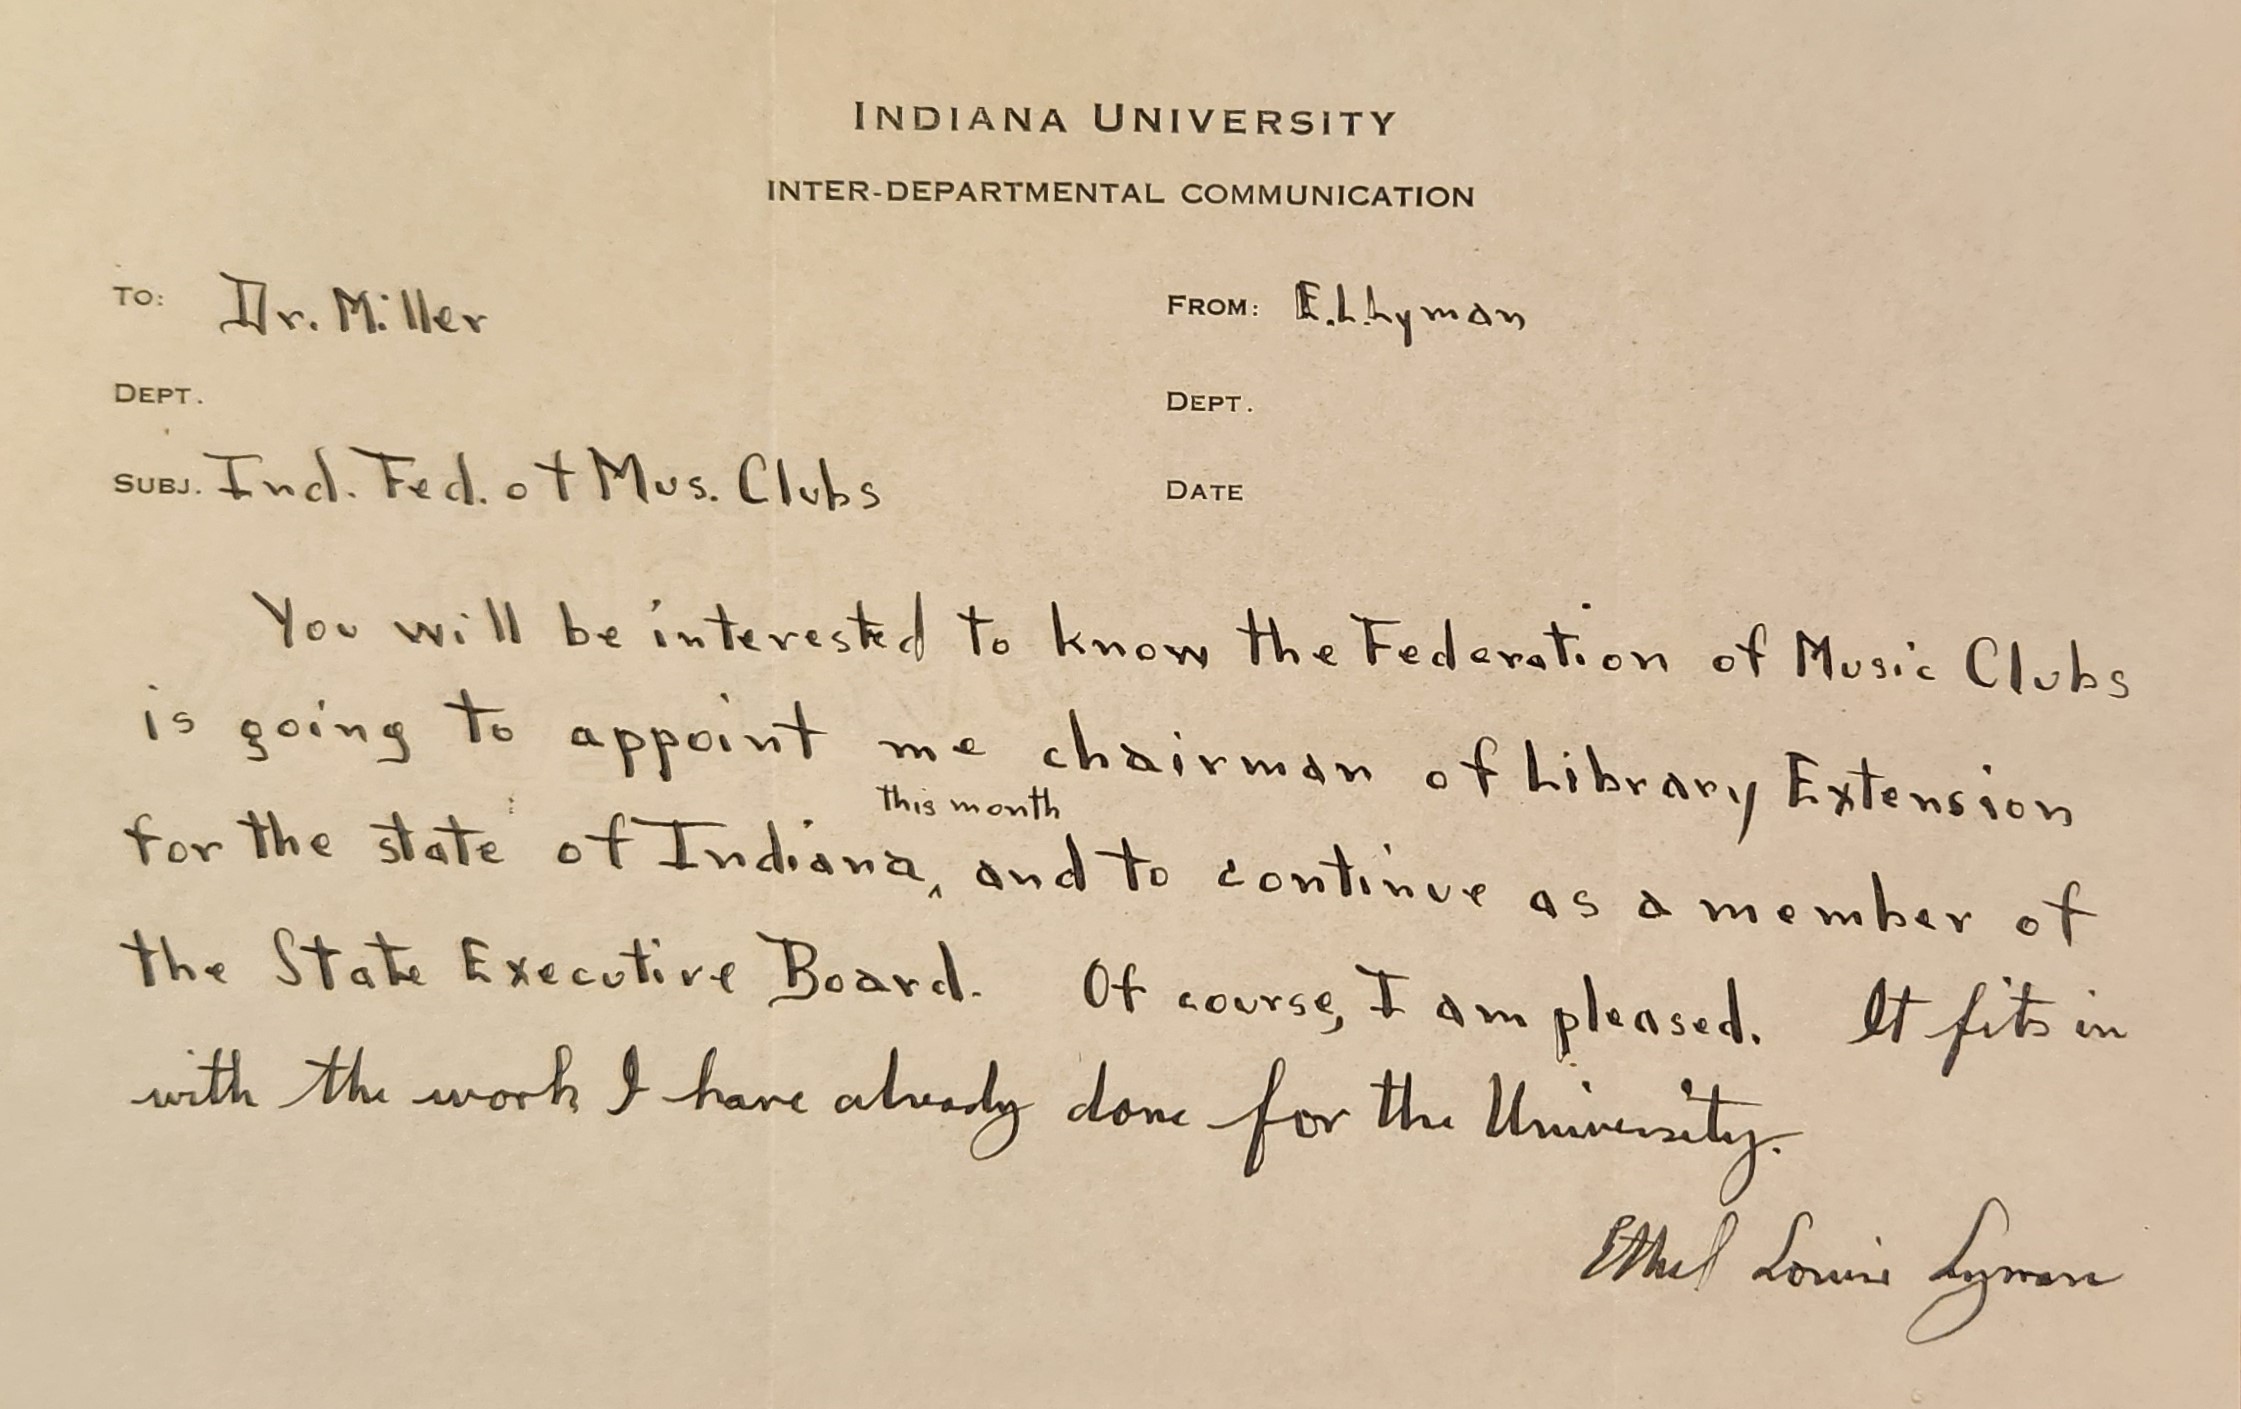 INDIANA UNIVERSITY
INTER-DEPARTMENTAL COMMUNICATION
TO: Dr. Miller
FROM: E.L.Lyman
DEPT.
DEPT.
SUBJ. Ind. Fed. of Mus. Clubs
DATE
You will be interested to know the Federation of Music Clubs
is going to appoint me chairman of Library Extension
this month
for the state of Indiana, and to continue as a member of
the State Executive Board. Of course, I am pleased. It fits in
with the work I have already done for the University.
Ethel Louise Lyman